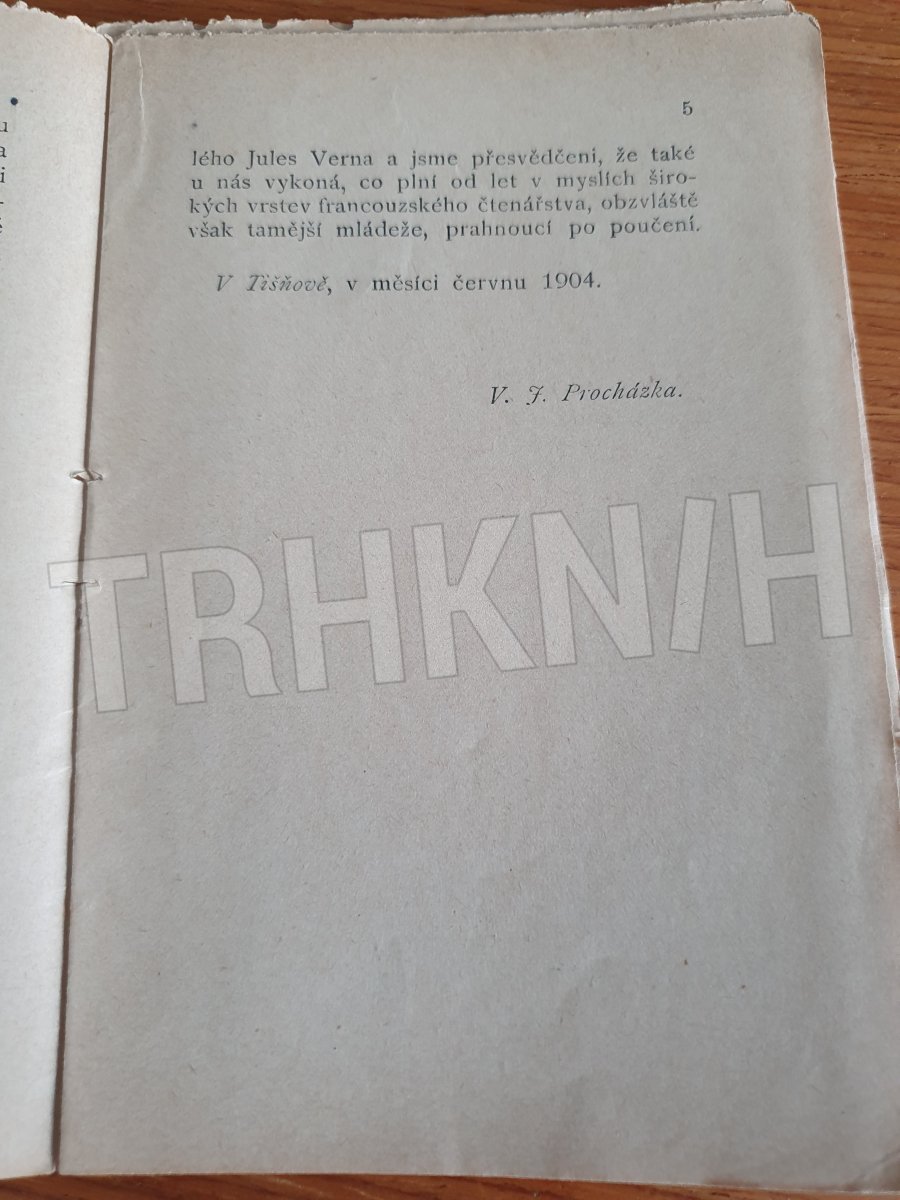 5
lého Jules Verna a jsme přesvědčeni, že také
u nás vykoná, co plní od let v myslích širo-
kých vrstev francouzského čtenářstva, obzvláště
však tamější mládeže, prahnoucí po poučení.
V Tišňově, v měsíci červnu 1904.
V. J. Procházka.
TRHKNIH